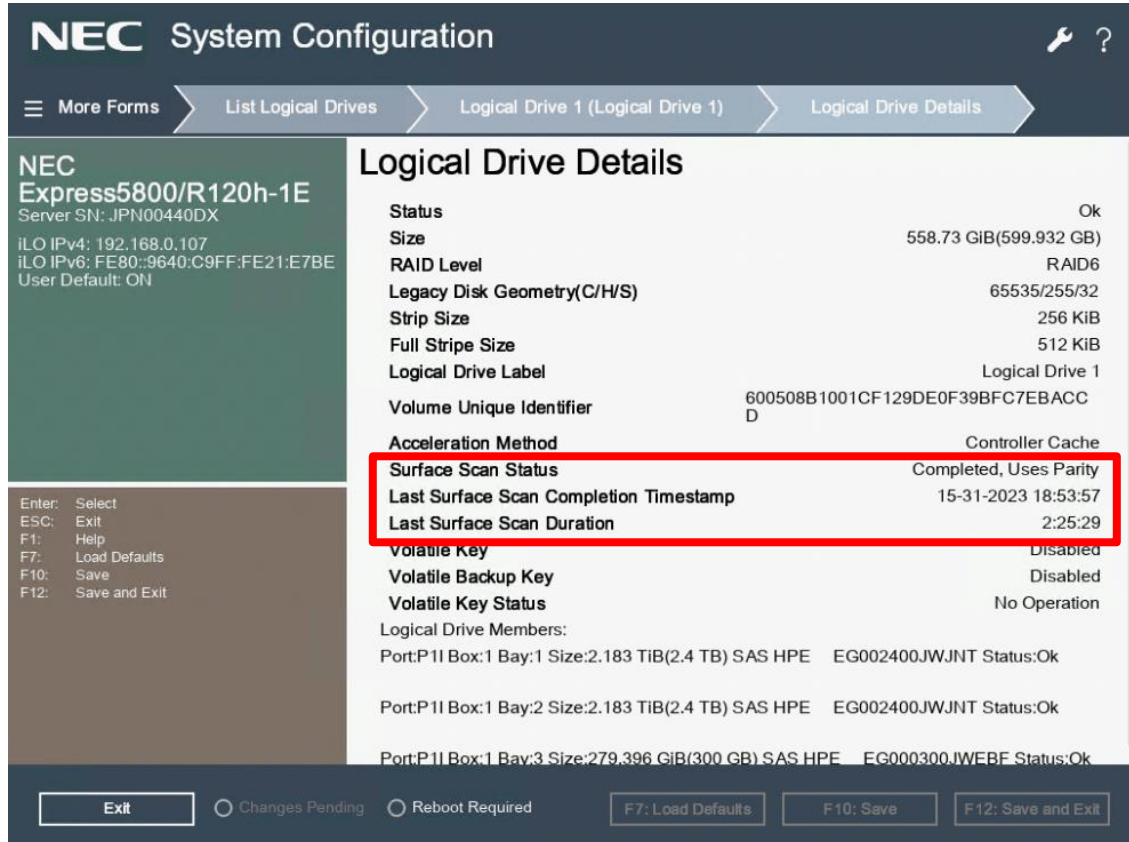 NEC System Configuration
?
More Forms
List Logical Drives
Logical Drive 1 (Logical Drive 1)
Logical Drive Details
NEC
Express5800/R120h-1E
Server SN: JPN00440DX
iLO IPv4: 192.168.0.107
iLO IPv6: FE80::9640:C9FF:FE21:E7BE
User Default: ON
Enter: Select
ESC: Exit
F1: Help
F7: Load Defaults
F10: Save
F12: Save and Exit
Logical Drive Details
Status Ok
Size 558.73 GiB(599.932 GB)
RAID Level RAID6
Legacy Disk Geometry(C/H/S) 65535/255/32
Strip Size 256 KiB
Full Stripe Size 512 KiB
Logical Drive Label Logical Drive 1
Volume Unique Identifier 600508B1001CF129DE0F39BFC7EBACC
D
Acceleration Method Controller Cache
Surface Scan Status Completed, Uses Parity
Last Surface Scan Completion Timestamp 15-31-2023 18:53:57
Last Surface Scan Duration 2:25:29
Volatile Key Disabled
Volatile Backup Key Disabled
Volatile Key Status No Operation
Logical Drive Members:
Port:P1I Box:1 Bay:1 Size:2.183 TiB(2.4 TB) SAS HPE EG002400JWJNT Status:Ok
Port:P1I Box:1 Bay:2 Size:2.183 TiB(2.4 TB) SAS HPE EG002400JWJNT Status:Ok
Port:P1I Box:1 Bay:3 Size:279.396 GiB(300 GB) SAS HPE EG000300JWEBF Status:Ok
Exit
Changes Pending
Reboot Required
F7: Load Defaults
F10: Save
F12: Save and Exit